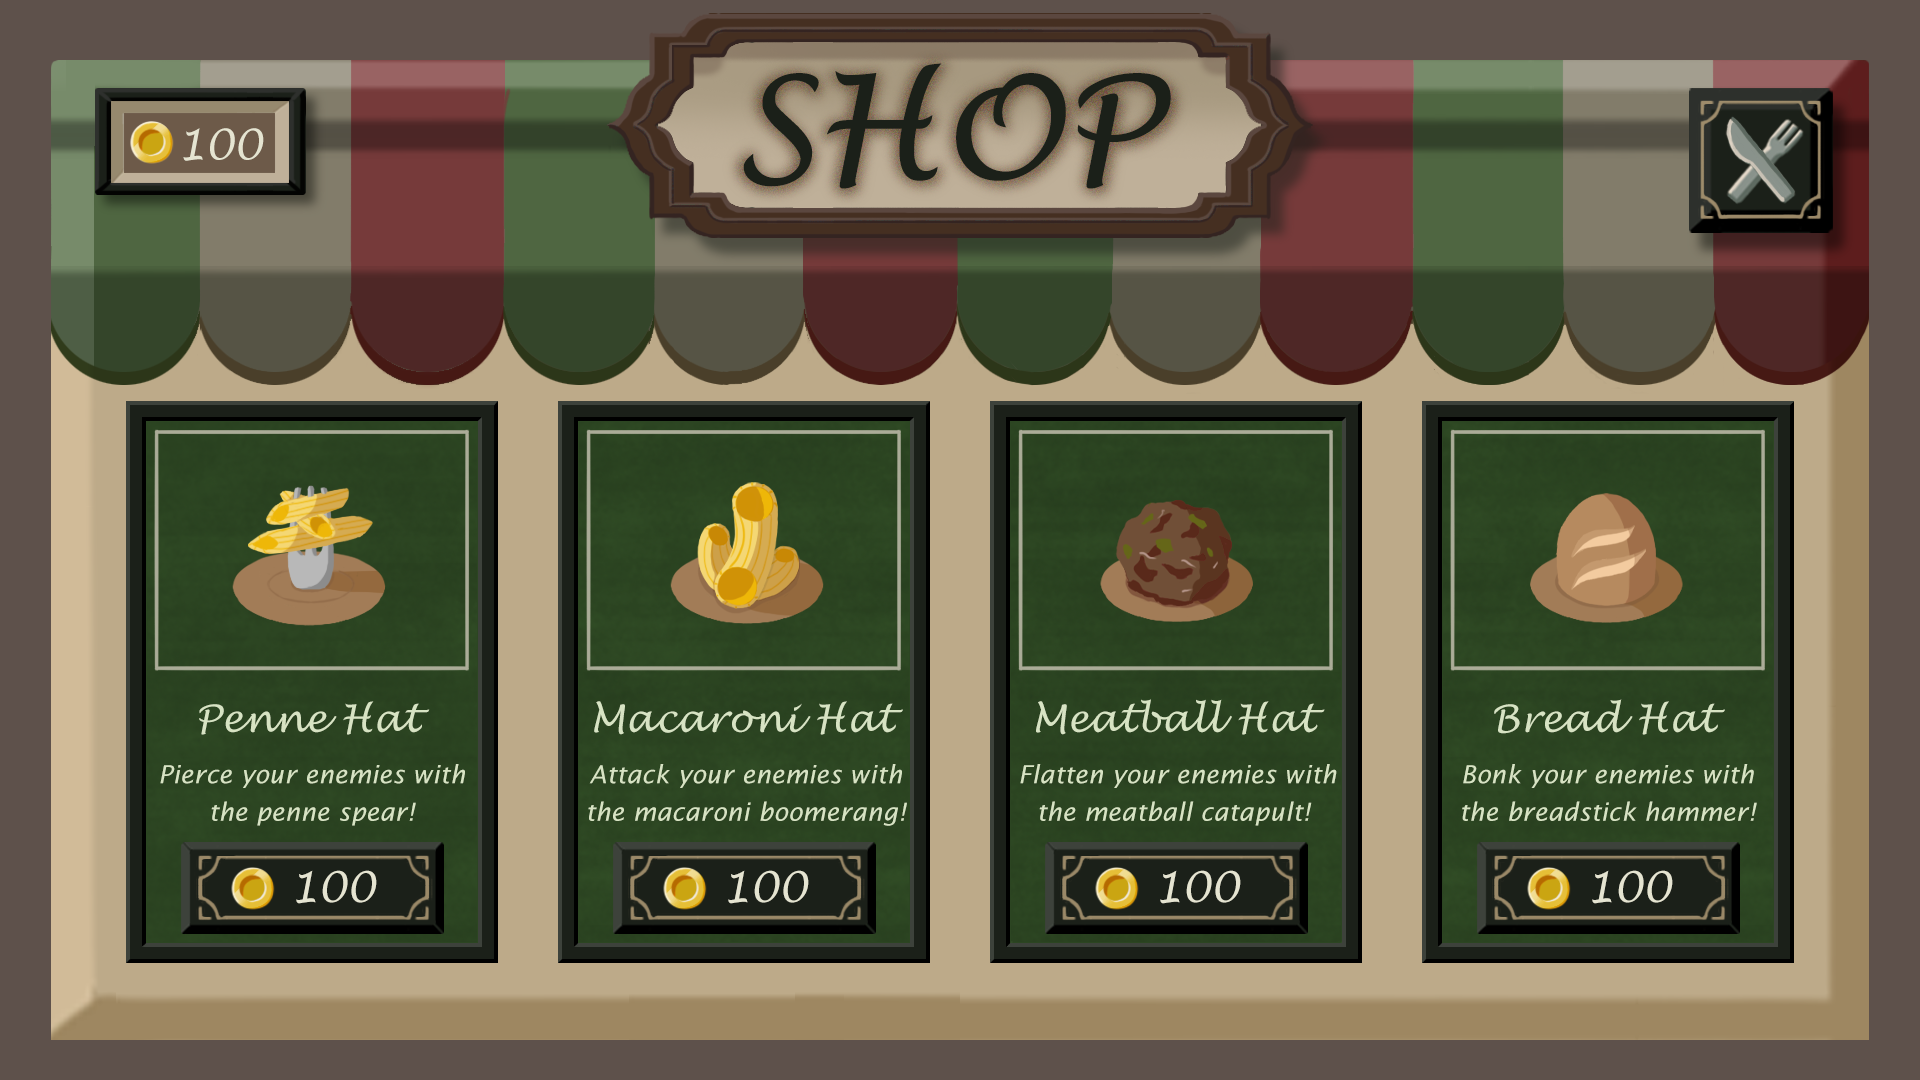 SHOP
100
Penne Hat
Pierce your enemies with
the penne spear!
100
Macaroni Hat
Attack your enemies with
the macaroni boomerang!
100
Meatball Hat
Flatten your enemies with
the meatball catapult!
100
Bread Hat
Bonk your enemies with
the breadstick hammer!
100